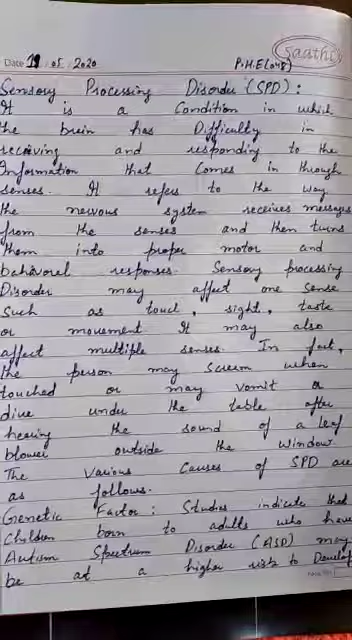 Saathi
Date 19 05 2020 P.H.E(048)
Sensory Processing Disorder (SPD):
It is a Condition in which
the brain has Difficulty in
receiving and responding to the
Information that Comes in through
senses. It refers to the way
the nervous system receives messages
from the senses and then turns
them into proper motor and
behavorel responses. Sensory processing
Disorder may affect one Sense
Such as touch, sight, taste
or movement It may also
affect multiple senses. In fact,
the person may Scream when
touched or may vomit or
dive under the table after
hearing the sound of a leaf
blower outside the window
The Various Causes of SPD are
as follows.
Genetic Factor: Studies indicate that
Children born to adults who have
Autism Spectrum Disorder (ASD) may
be at a higher risk to Develop